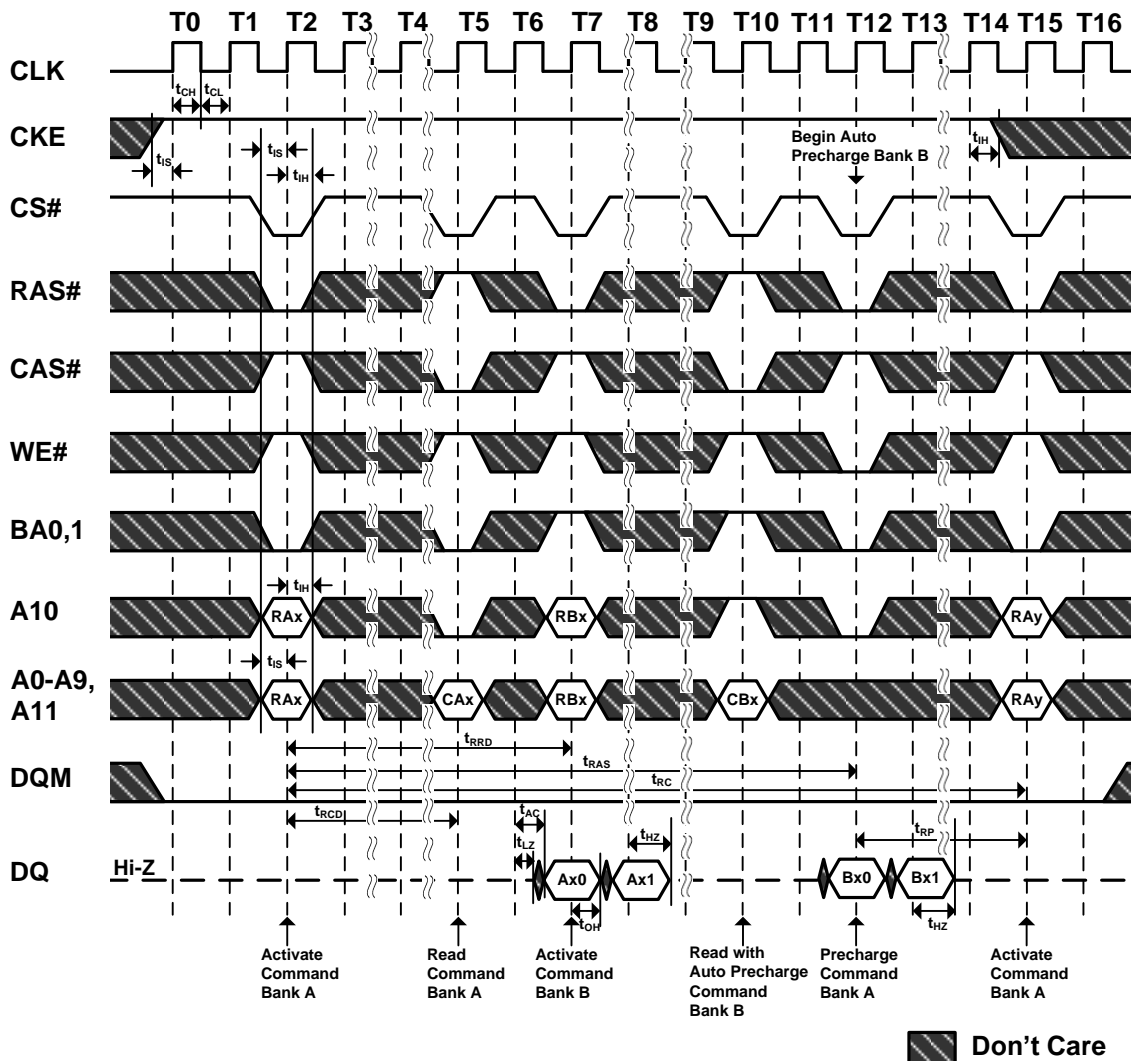 T0 T1 T2 T3 T4 T5 T6 T7 T8 T9 T10 T11 T12 T13 T14 T15 T16
CLK
tCH tCL
CKE
tIS
tIS
tIH
Begin Auto
Precharge Bank B
tIH
CS#
RAS#
CAS#
WE#
BA0,1
tIH
A10
RAx RBx RAy
tIS
A0-A9,
A11
RAx CAx RBx CBx RAy
tRRD
tRAS
DQM
tRC
tRCD
tAC
tRP
tLZ
tHZ
DQ
Hi-Z
Ax0 Ax1 Bx0 Bx1
tOH
tHZ
Activate
Command
Bank A
Read
Command
Bank A
Activate
Command
Bank B
Read with
Auto Precharge
Command
Bank B
Precharge
Command
Bank A
Activate
Command
Bank A
Don't Care